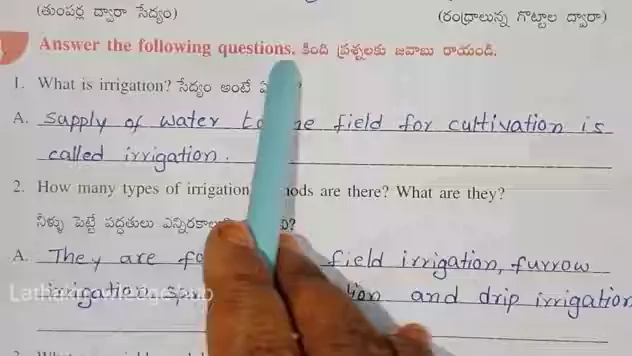 (తుంపర్ల ద్వారా సేద్యం) (రంధ్రాలున్న గొట్టాల ద్వారా)
Answer the following questions. కింది ప్రశ్నలకు జవాబు రాయండి.
1. What is irrigation? సేద్యం అంటే
A. Supply of water field for cultivation is
called irrigation.
2. How many types of irrigation are there? What are they?
నీళ్ళు పెట్టే పద్ధతులు
A. They are field irrigation, furrow
irrigation and drip irrigation